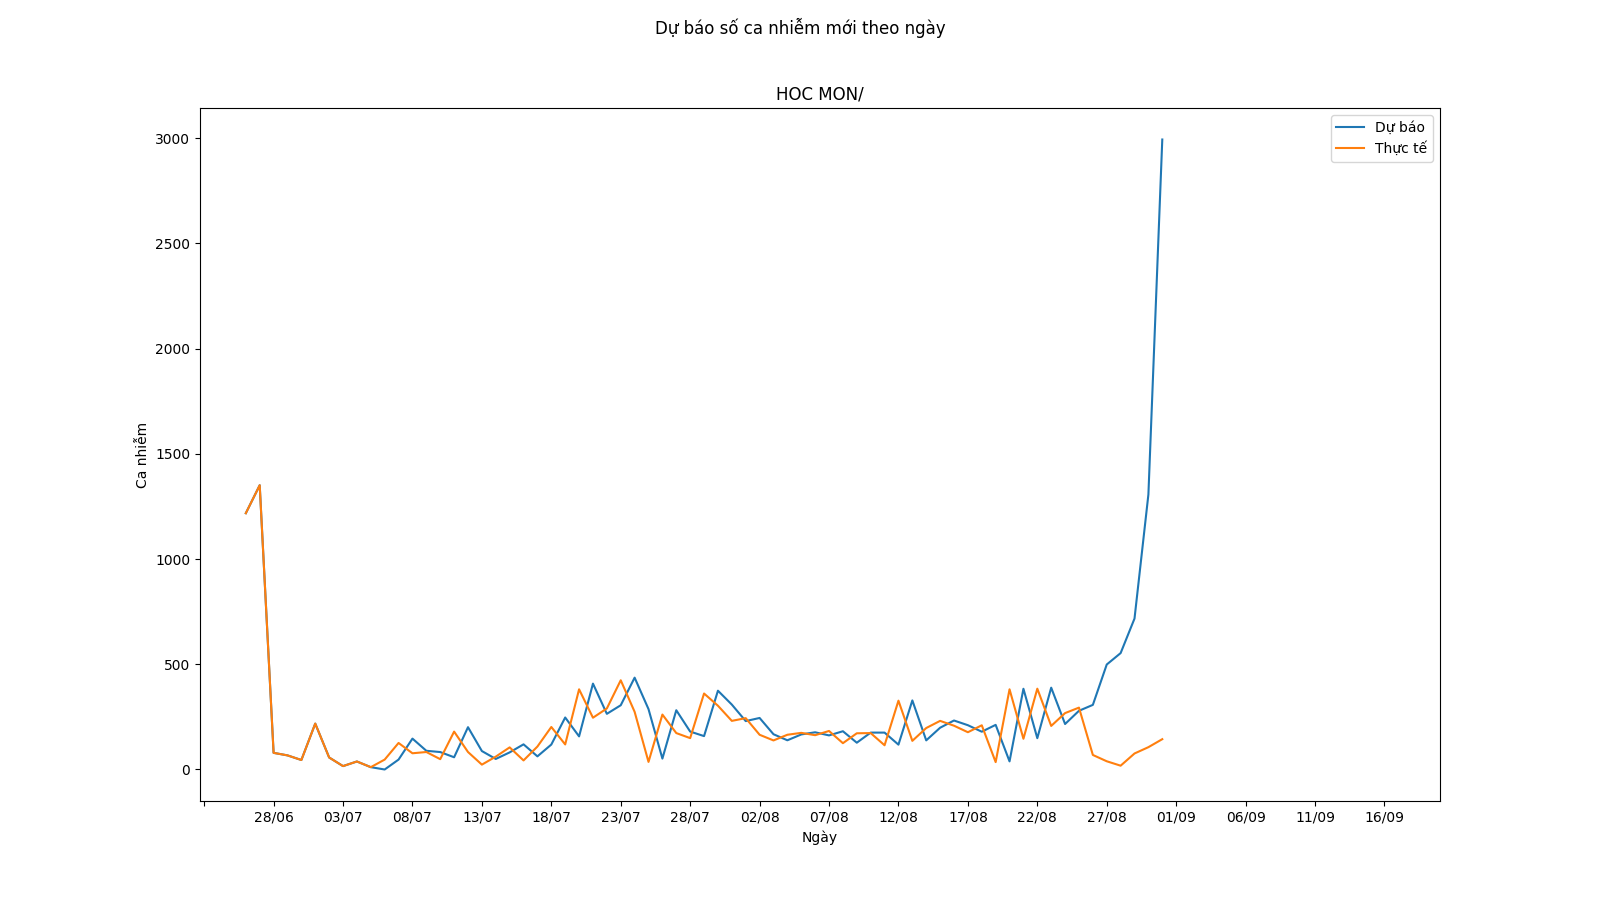 Dự báo số ca nhiễm mới theo ngày
HOC MON/
Dự báo
Thực tế
3000
2500
2000
1500
1000
500
0
Ca nhiễm
28/06 03/07 08/07 13/07 18/07 23/07 28/07 02/08 07/08 12/08 17/08 22/08 27/08 01/09 06/09 11/09 16/09
Ngày